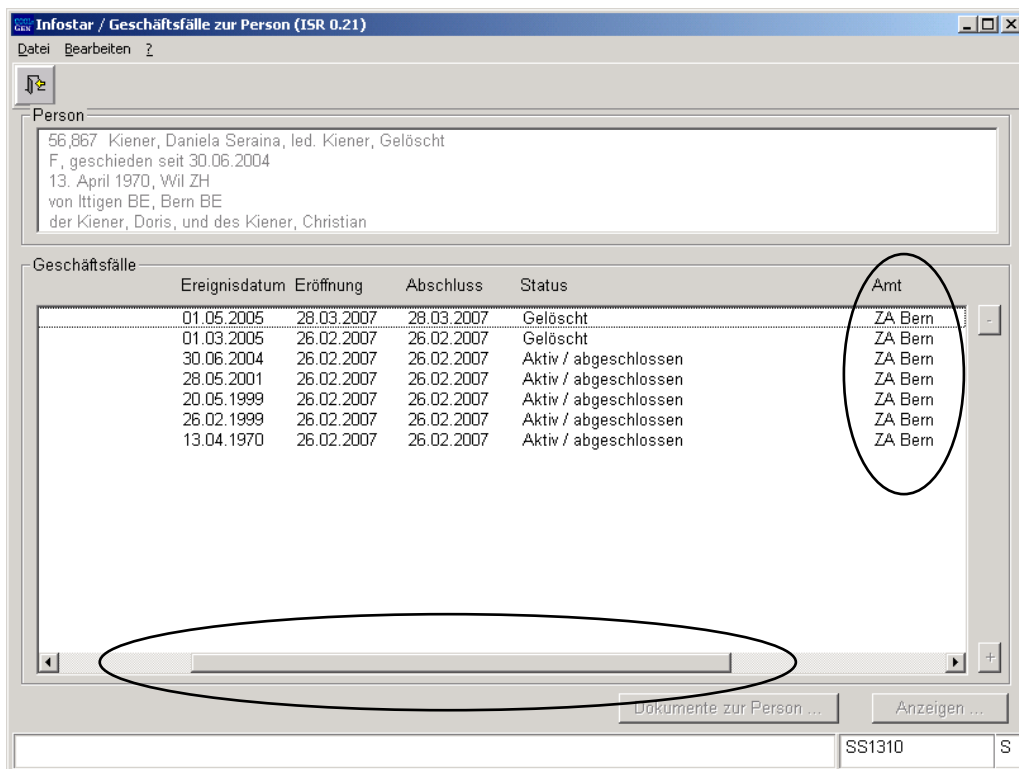 Infostar / Geschäftsfälle zur Person (ISR 0.21)
Datei Bearbeiten ?
Person
56,867 Kiener, Daniela Seraina, led. Kiener, Gelöscht
F, geschieden seit 30.06.2004
13. April 1970, Wil ZH
von Ittigen BE, Bern BE
der Kiener, Doris, und des Kiener, Christian
Geschäftsfälle
Ereignisdatum Eröffnung Abschluss Status Amt
01.05.2005 28.03.2007 28.03.2007 Gelöscht ZA Bern
01.03.2005 26.02.2007 26.02.2007 Gelöscht ZA Bern
30.06.2004 26.02.2007 26.02.2007 Aktiv / abgeschlossen ZA Bern
28.05.2001 26.02.2007 26.02.2007 Aktiv / abgeschlossen ZA Bern
20.05.1999 26.02.2007 26.02.2007 Aktiv / abgeschlossen ZA Bern
26.02.1999 26.02.2007 26.02.2007 Aktiv / abgeschlossen ZA Bern
13.04.1970 26.02.2007 26.02.2007 Aktiv / abgeschlossen ZA Bern
-
+
Dokumente zur Person ... Anzeigen ...
SS1310 S